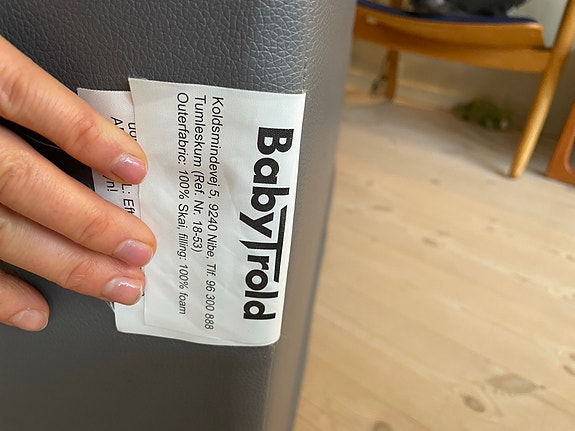 BabyTrold
Koldsmindevej 5, 9240 Nibe, Tlf. 96 300 888
Tumleskum (Ref. Nr. 18-53)
Outerfabric: 100% Skai, filling: 100% foam